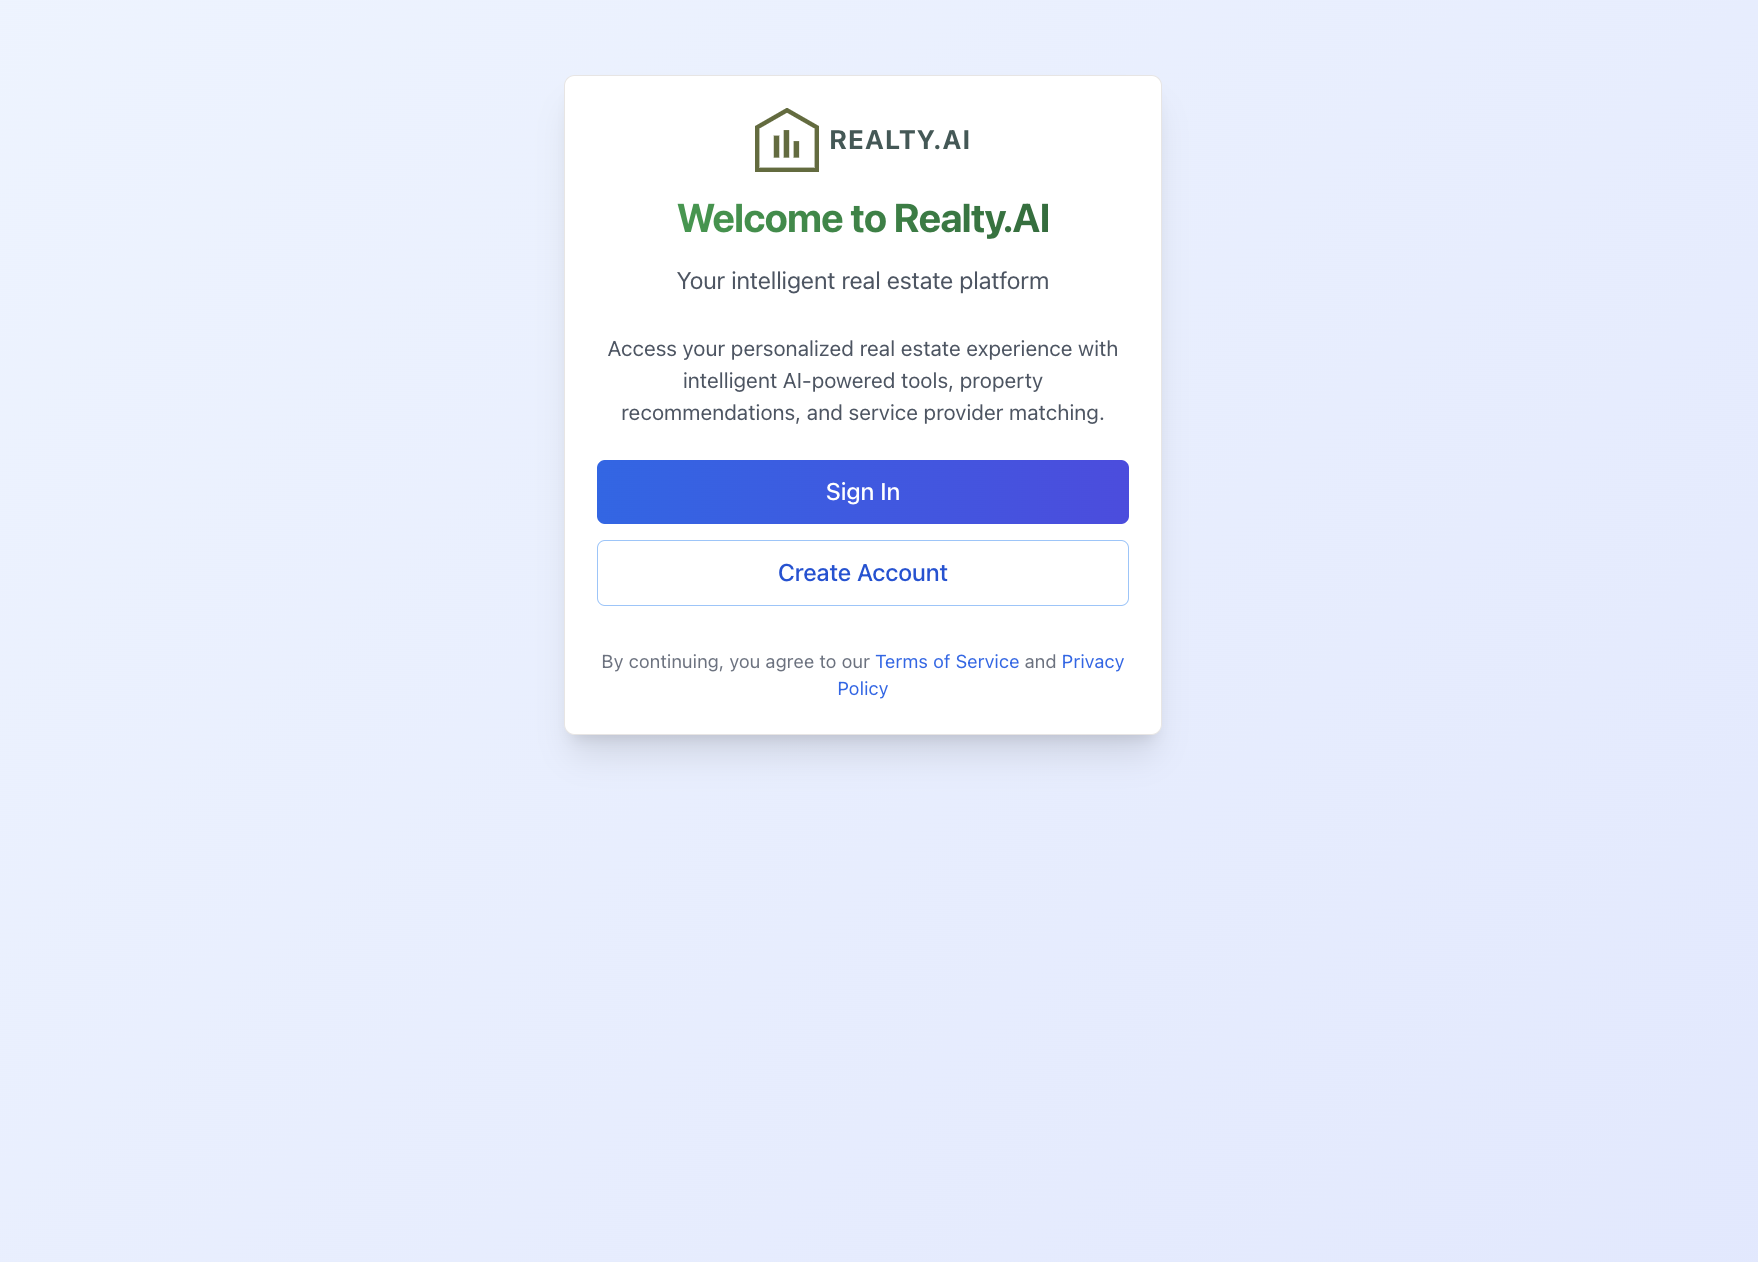 REALTY.AI
Welcome to Realty.AI
Your intelligent real estate platform
Access your personalized real estate experience with
intelligent AI-powered tools, property
recommendations, and service provider matching.
Sign In
Create Account
By continuing, you agree to our Terms of Service and Privacy
Policy